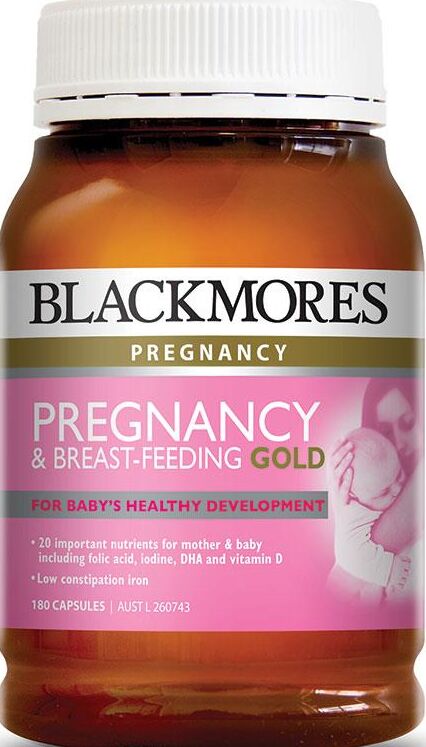 BLACKMORES
PREGNANCY
PREGNANCY
& BREAST-FEEDING GOLD
FOR BABY'S HEALTHY DEVELOPMENT
• 20 important nutrients for mother & baby
including folic acid, iodine, DHA and vitamin D
• Low constipation iron
180 CAPSULES | AUST L 260743